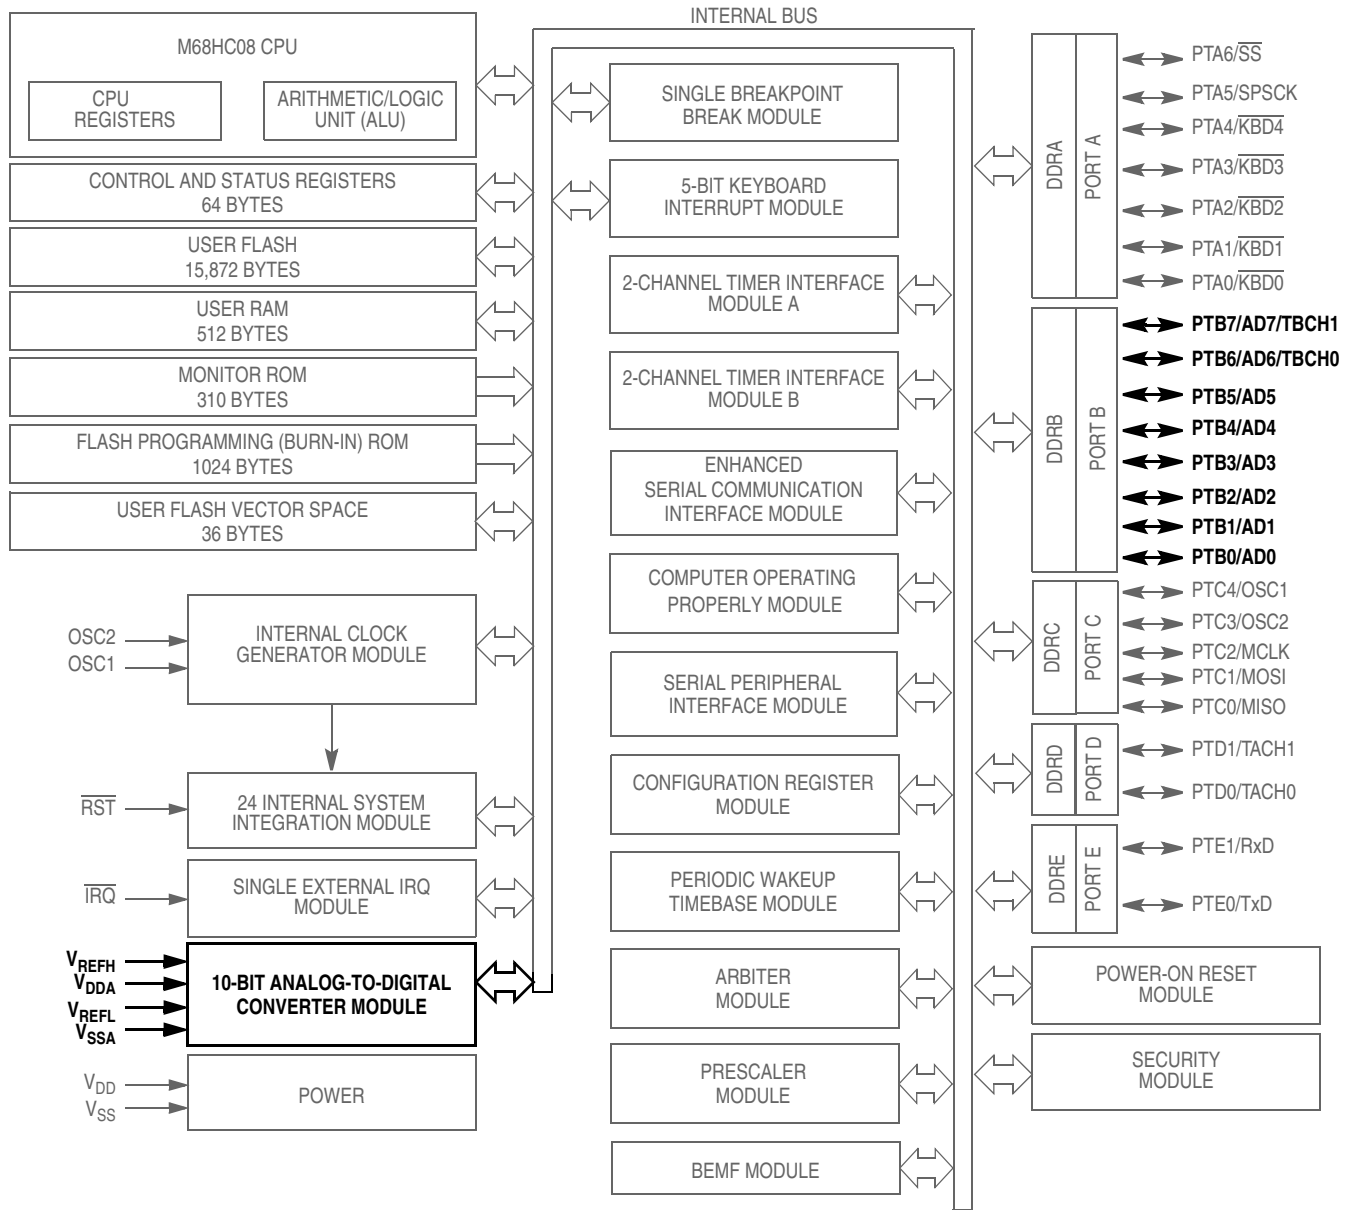 INTERNAL BUS
M68HC08 CPU
CPU
REGISTERS
ARITHMETIC/LOGIC
UNIT (ALU)
CONTROL AND STATUS REGISTERS
64 BYTES
USER FLASH
15,872 BYTES
USER RAM
512 BYTES
MONITOR ROM
310 BYTES
FLASH PROGRAMMING (BURN-IN) ROM
1024 BYTES
USER FLASH VECTOR SPACE
36 BYTES
OSC2
OSC1
INTERNAL CLOCK
GENERATOR MODULE
RST
24 INTERNAL SYSTEM
INTEGRATION MODULE
IRQ
SINGLE EXTERNAL IRQ
MODULE
VREFH
VDDA
VREFL
VSSA
10-BIT ANALOG-TO-DIGITAL
CONVERTER MODULE
VDD
VSS
POWER
SINGLE BREAKPOINT
BREAK MODULE
5-BIT KEYBOARD
INTERRUPT MODULE
2-CHANNEL TIMER INTERFACE
MODULE A
2-CHANNEL TIMER INTERFACE
MODULE B
ENHANCED
SERIAL COMMUNICATION
INTERFACE MODULE
COMPUTER OPERATING
PROPERLY MODULE
SERIAL PERIPHERAL
INTERFACE MODULE
CONFIGURATION REGISTER
MODULE
PERIODIC WAKEUP
TIMEBASE MODULE
ARBITER
MODULE
PRESCALER
MODULE
BEMF MODULE
DDRA
PORT A
PTA6/SS
PTA5/SPSCK
PTA4/KBD4
PTA3/KBD3
PTA2/KBD2
PTA1/KBD1
PTA0/KBD0
DDRB
PORT B
PTB7/AD7/TBCH1
PTB6/AD6/TBCH0
PTB5/AD5
PTB4/AD4
PTB3/AD3
PTB2/AD2
PTB1/AD1
PTB0/AD0
DDRC
PORT C
PTC4/OSC1
PTC3/OSC2
PTC2/MCLK
PTC1/MOSI
PTC0/MISO
DDRD
PORT D
PTD1/TACH1
PTD0/TACH0
DDRE
PORT E
PTE1/RxD
PTE0/TxD
POWER-ON RESET
MODULE
SECURITY
MODULE